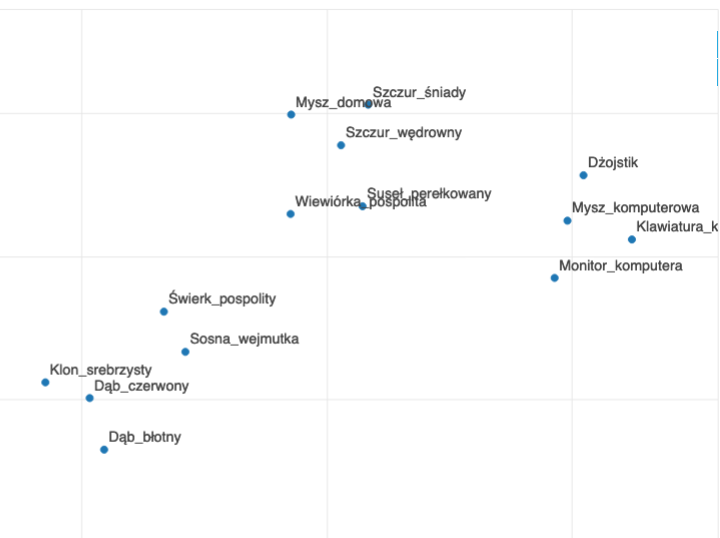 Szczur_śniady
Mysz_domowa
Szczur_wędrowny
Dżojstik
Suseł_perełkowany
Wiewiórka_pospolita
Mysz_komputerowa
Klawiatura_k
Monitor_komputera
Świerk_pospolity
Sosna_wejmutka
Klon_srebrzysty
Dąb_czerwony
Dąb_błotny